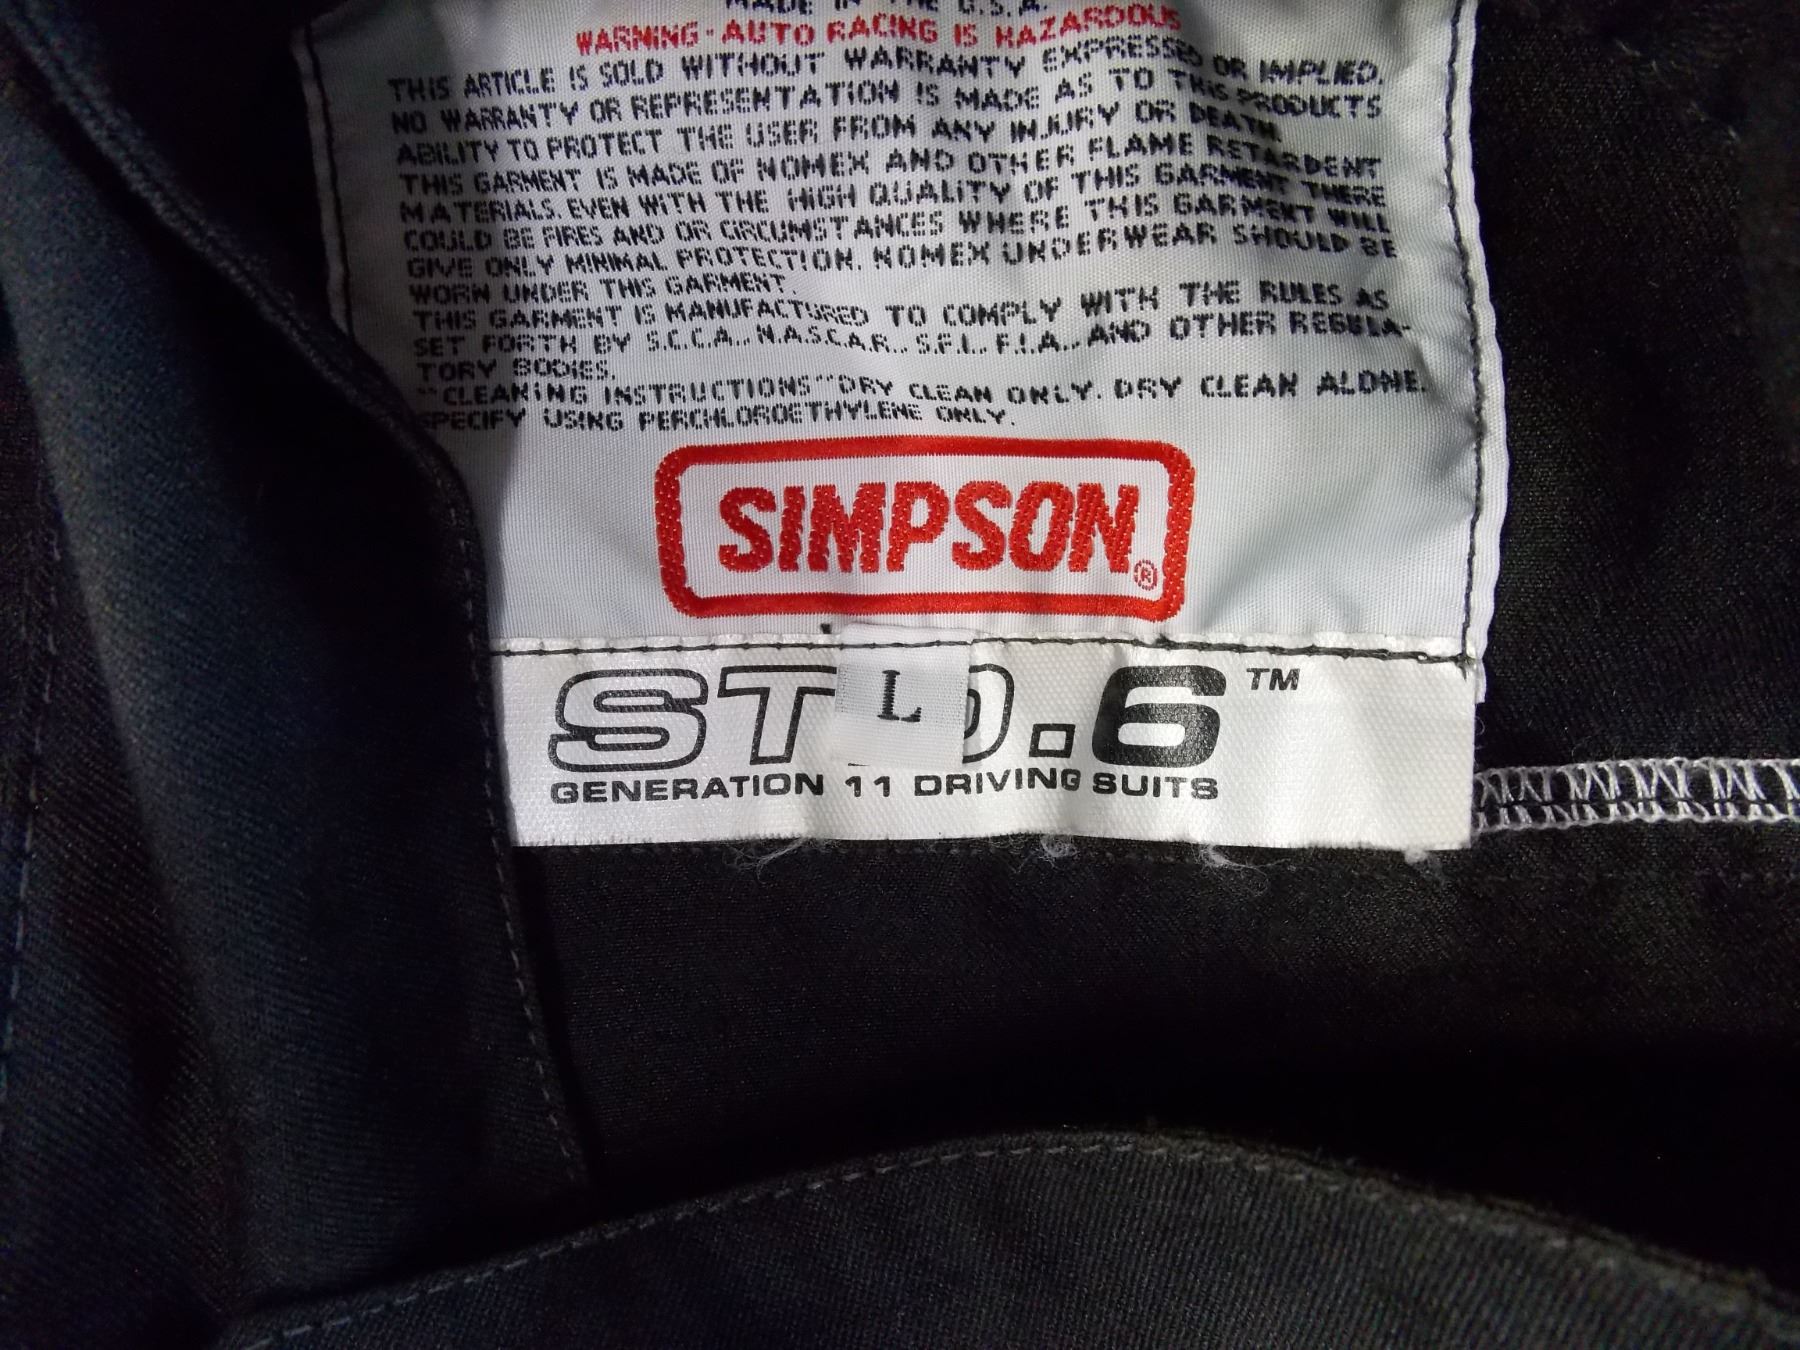 MADE IN THE U.S.A.
WARNING - AUTO RACING IS HAZARDOUS
THIS ARTICLE IS SOLD WITHOUT WARRANTY EXPRESSED OR IMPLIED.
NO WARRANTY OR REPRESENTATION IS MADE AS TO THIS PRODUCTS
ABILITY TO PROTECT THE USER FROM ANY INJURY OR DEATH.
THIS GARMENT IS MADE OF NOMEX AND OTHER FLAME RETARDENT
MATERIALS. EVEN WITH THE HIGH QUALITY OF THIS GARMENT THERE
COULD BE FIRES AND OR CIRCUMSTANCES WHERE THIS GARMENT WILL
GIVE ONLY MINIMAL PROTECTION. NOMEX UNDERWEAR SHOULD BE
WORN UNDER THIS GARMENT.
THIS GARMENT IS MANUFACTURED TO COMPLY WITH THE RULES AS
SET FORTH BY S.C.C.A., N.A.S.C.A.R., S.F.I., F.I.A., AND OTHER REGULA-
TORY BODIES.
"CLEANING INSTRUCTIONS" DRY CLEAN ONLY. DRY CLEAN ALONE.
SPECIFY USING PERCHLOROETHYLENE ONLY.
SIMPSON®
L
.6™
GENERATION 11 DRIVING SUITS